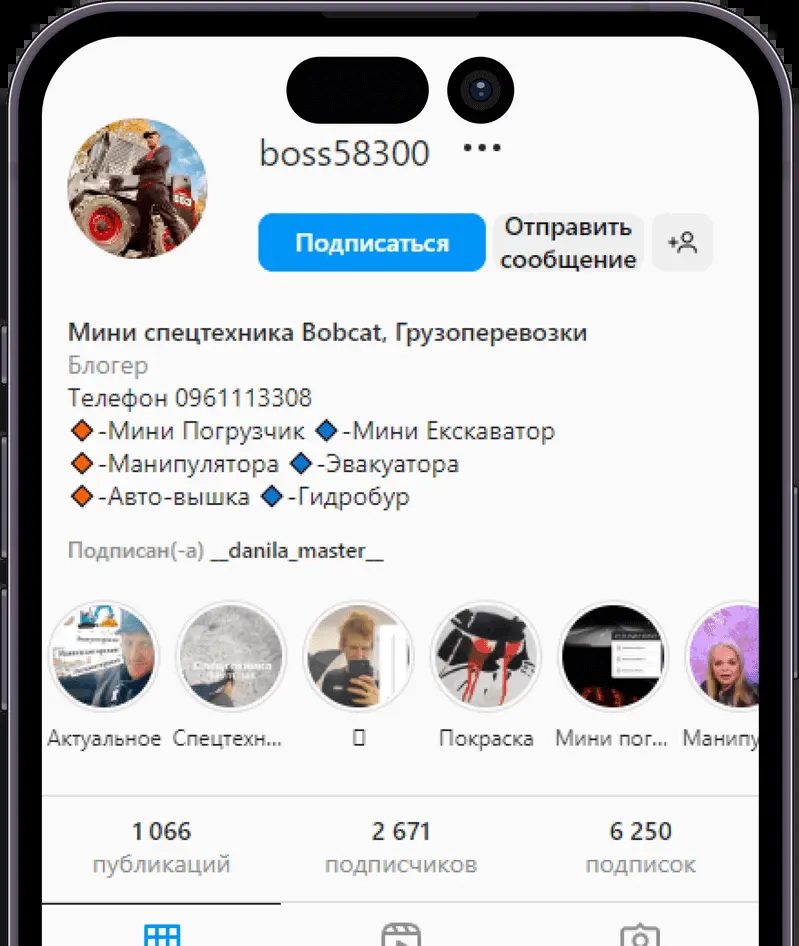 boss58300 •••
Подписаться
Отправить
сообщение
Мини спецтехника Bobcat, Грузоперевозки
Блогер
Телефон 0961113308
🔶-Мини Погрузчик 🔷-Мини Екскаватор
🔶-Манипулятора 🔷-Эвакуатора
🔶-Авто-вышка 🔷-Гидробур
Подписан(-а) __danila_master__
Актуальное Спецтехн... Покраска Мини пог... Манипу
1 066 2 671 6 250
публикаций подписчиков подписок